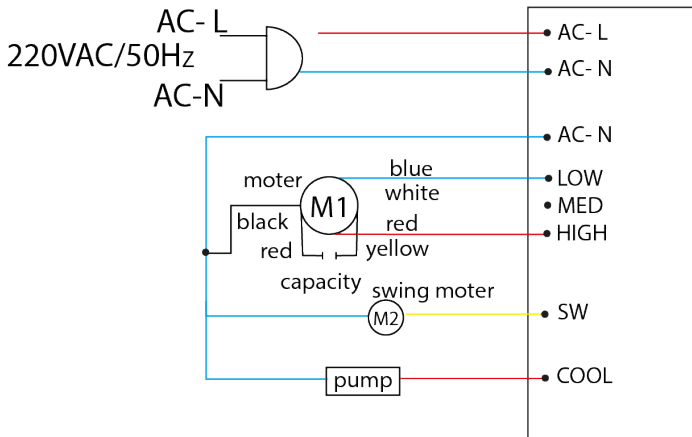 AC- L
220VAC/50Hz
AC-N
AC- L
AC- N
AC- N
blue
white
moter
M1
black
red
red
yellow
capacity
LOW
MED
HIGH
swing moter
M2
SW
pump
COOL